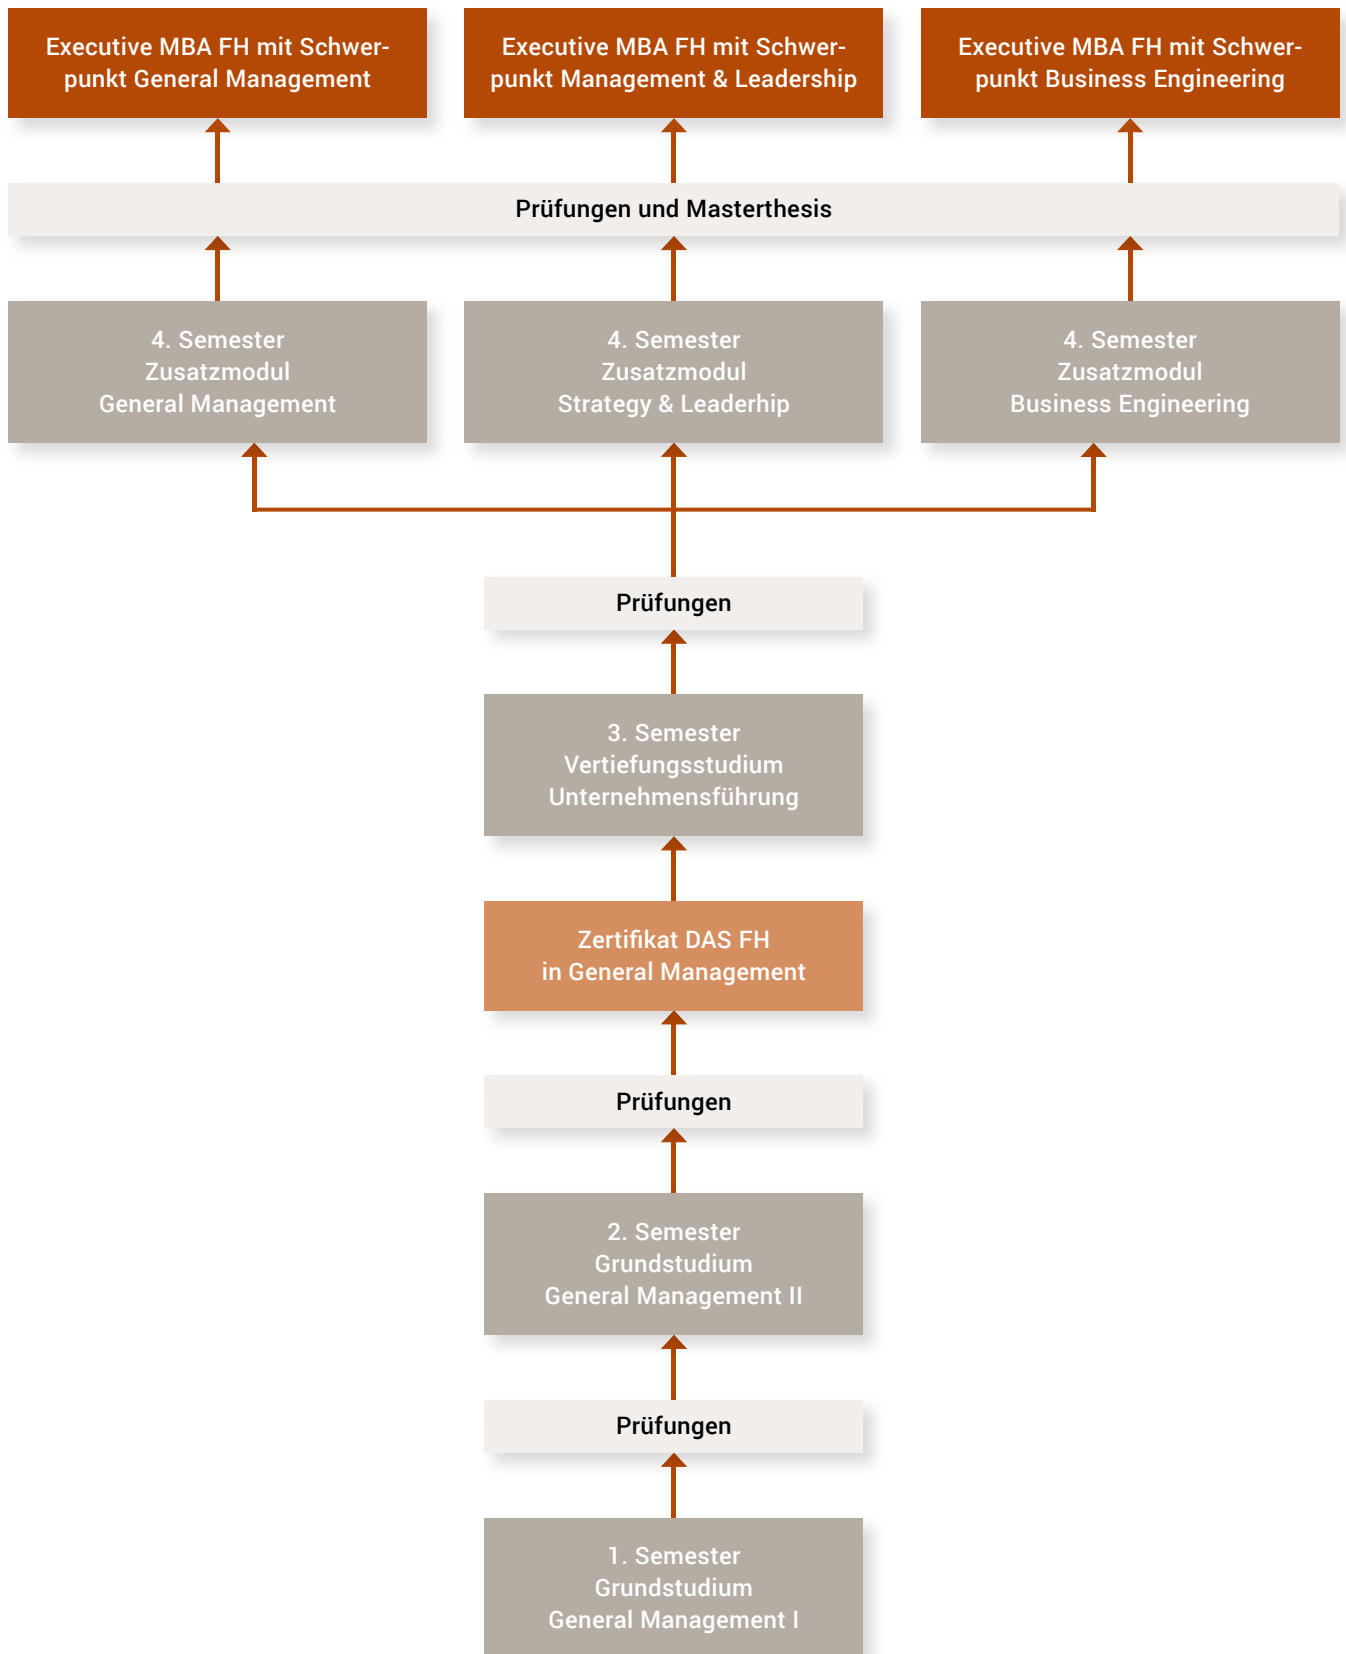 Executive MBA FH mit Schwer-
punkt General Management
Executive MBA FH mit Schwer-
punkt Management & Leadership
Executive MBA FH mit Schwer-
punkt Business Engineering
Prüfungen und Masterthesis
4. Semester
Zusatzmodul
General Management
4. Semester
Zusatzmodul
Strategy & Leaderhip
4. Semester
Zusatzmodul
Business Engineering
Prüfungen
3. Semester
Vertiefungsstudium
Unternehmensführung
Zertifikat DAS FH
in General Management
Prüfungen
2. Semester
Grundstudium
General Management II
Prüfungen
1. Semester
Grundstudium
General Management I